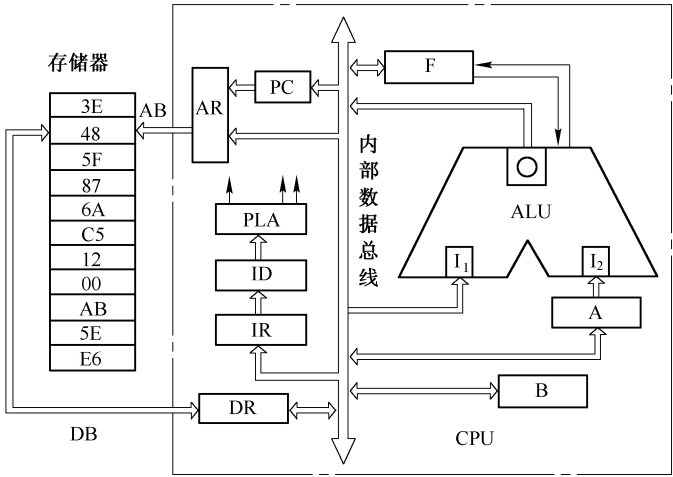 存储器
3E
48
5F
87
6A
C5
12
00
AB
5E
E6
AB
DB
AR
PC
PLA
ID
IR
DR
内部数据总线
F
O
ALU
I1
I2
A
B
CPU